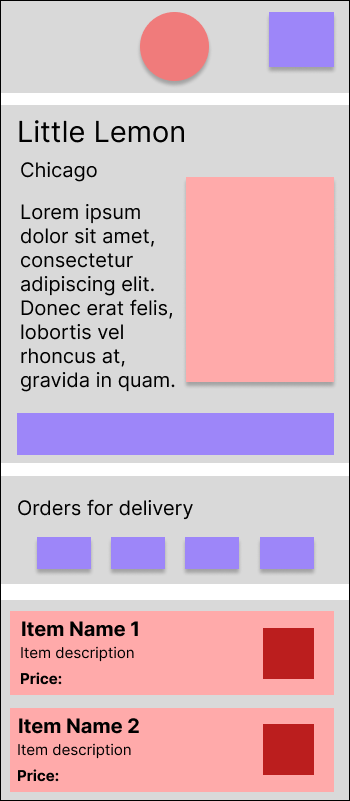 Little Lemon
Chicago
Lorem ipsum
dolor sit amet,
consectetur
adipiscing elit.
Donec erat felis,
lobortis vel
rhoncus at,
gravida in quam.
Orders for delivery
Item Name 1
Item description
Price:
Item Name 2
Item description
Price: